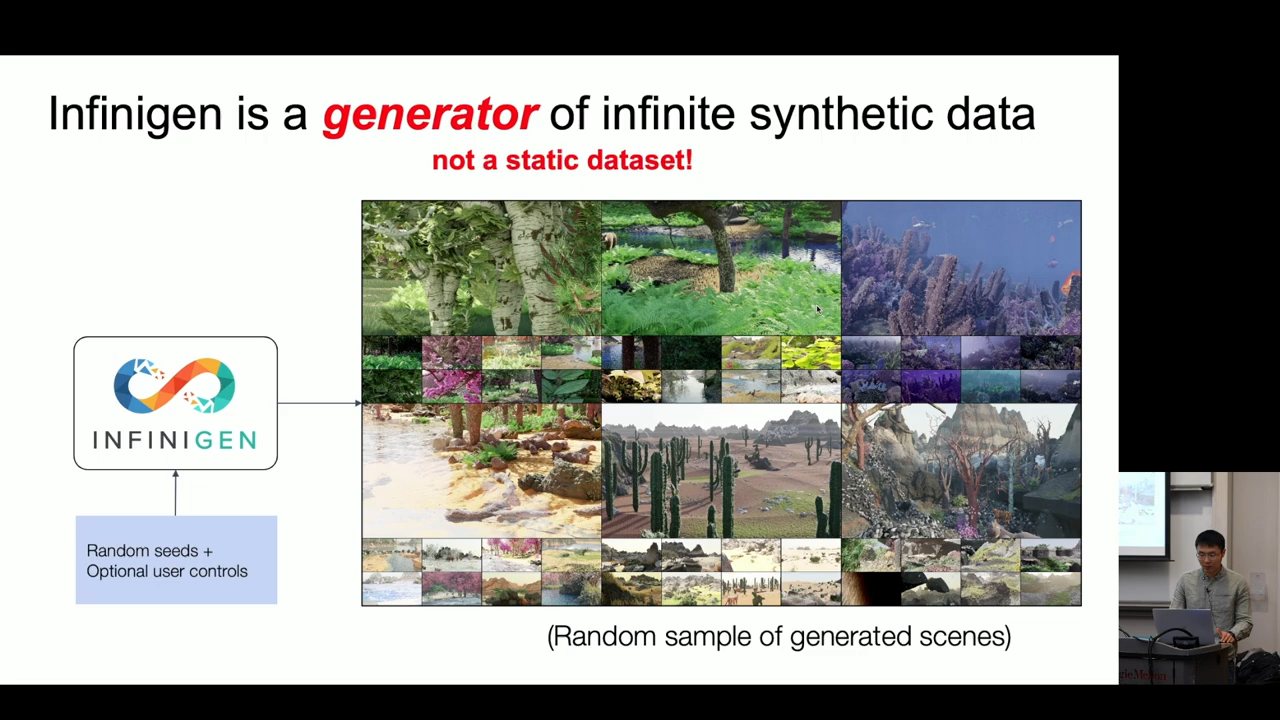 Infinigen is a generator of infinite synthetic data
not a static dataset!
INFINIGEN
Random seeds +
Optional user controls
(Random sample of generated scenes)